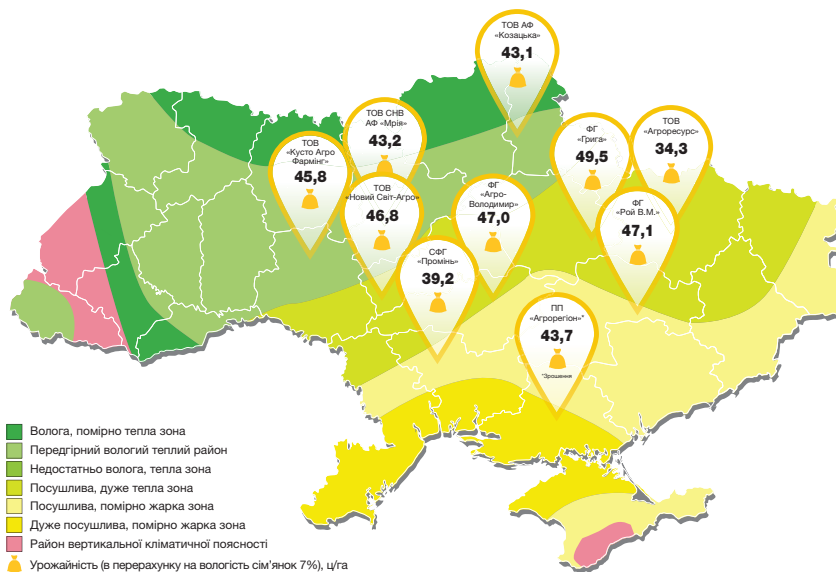 ТОВ АФ
«Козацька»
43,1
ТОВ СНВ
АФ «Мрія»
43,2
ТОВ
«Кусто Агро
Фармінг»
45,8
ФГ
«Грига»
49,5
ТОВ
«Агроресурс»
34,3
ТОВ
«Новий Світ-Агро»
46,8
ФГ
«Агро-
Володимир»
47,0
ФГ
«Рой В.М.»
47,1
СФГ
«Промінь»
39,2
ПП
«Агрорегіон»*
43,7
*Зрошення
Волога, помірно тепла зона
Передгірний вологий теплий район
Недостатньо волога, тепла зона
Посушлива, дуже тепла зона
Посушлива, помірно жарка зона
Дуже посушлива, помірно жарка зона
Район вертикальної кліматичної поясності
Урожайність (в перерахунку на вологість сім’янок 7%), ц/га